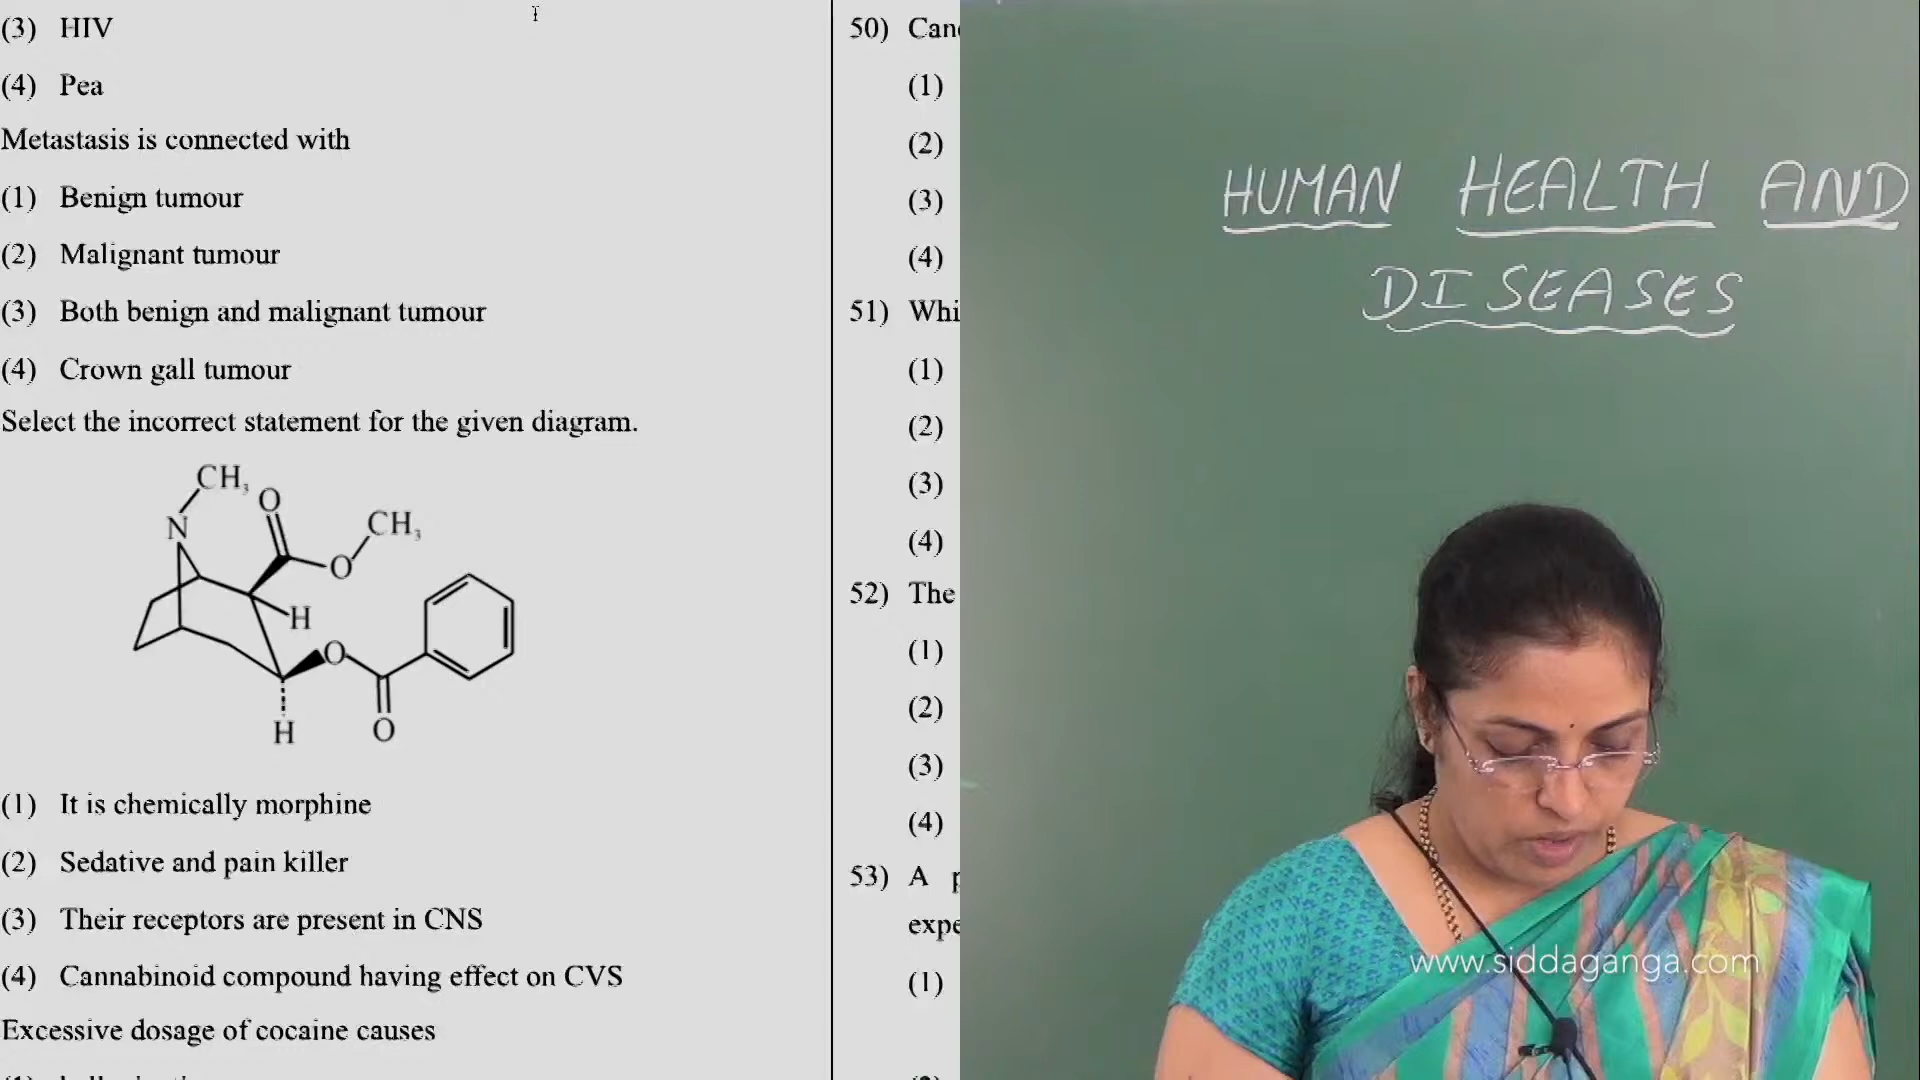 (3) HIV
(4) Pea
Metastasis is connected with
(1) Benign tumour
(2) Malignant tumour
(3) Both benign and malignant tumour
(4) Crown gall tumour
Select the incorrect statement for the given diagram.
CH₃
O
CH₃
N
O
H
O
H
O
(1) It is chemically morphine
(2) Sedative and pain killer
(3) Their receptors are present in CNS
(4) Cannabinoid compound having effect on CVS
Excessive dosage of cocaine causes
50)
(1)
(2)
(3)
(4)
51)
(1)
(2)
(3)
(4)
52) The
(1)
(2)
(3)
(4)
53) A
(1)
HUMAN HEALTH AND
DISEASES
www.siddaganga.com